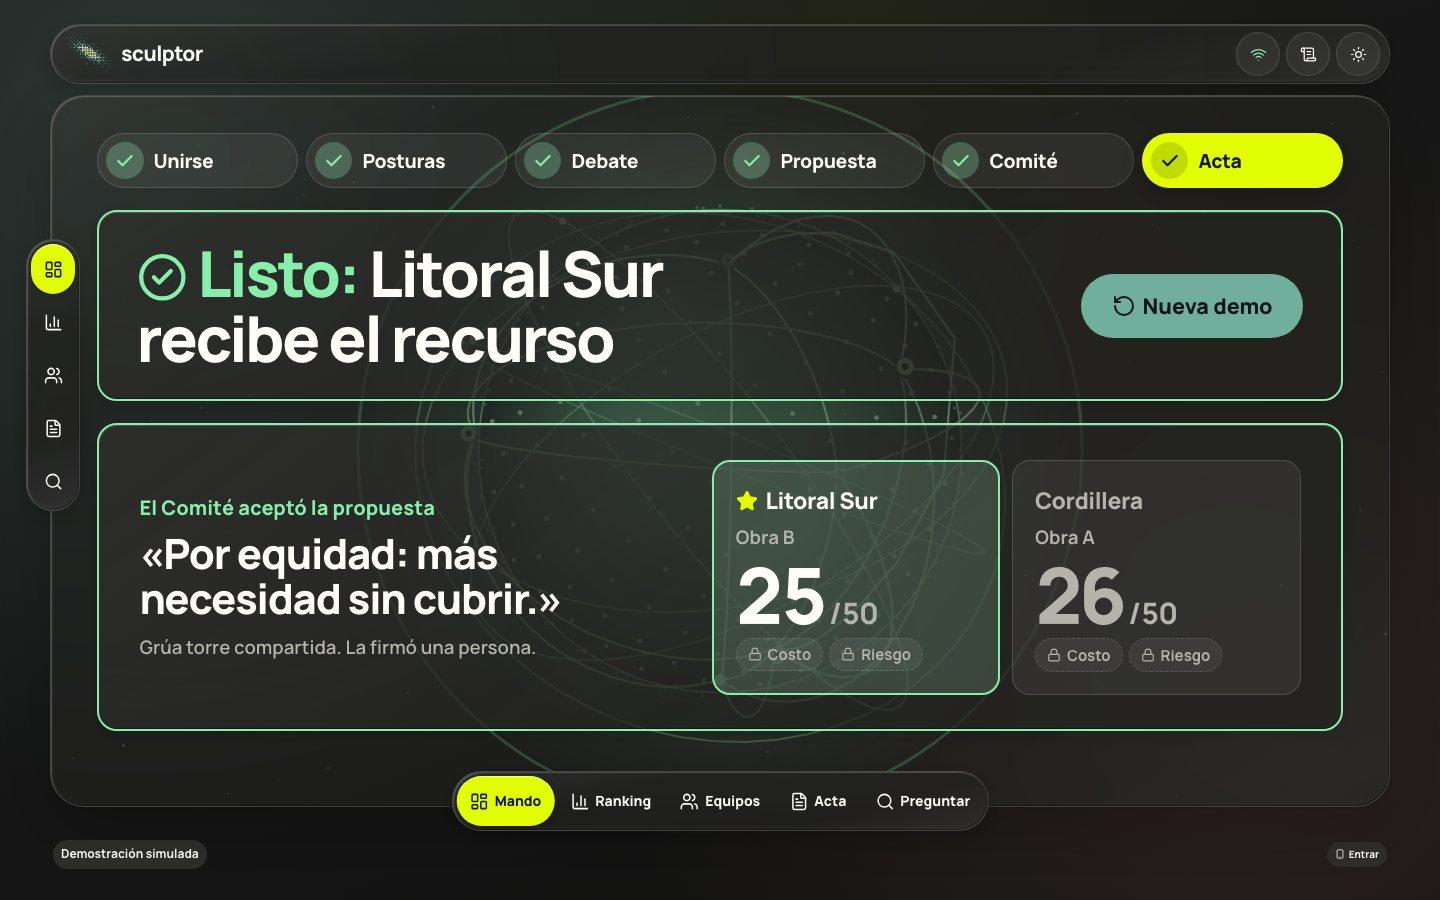 sculptor
Unirse
Posturas
Debate
Propuesta
Comité
Acta
Listo: Litoral Sur
recibe el recurso
Nueva demo
El Comité aceptó la propuesta
«Por equidad: más
necesidad sin cubrir.»
Grúa torre compartida. La firmó una persona.
Litoral Sur
Obra B
25/50
Costo
Riesgo
Cordillera
Obra A
26/50
Costo
Riesgo
Mando
Ranking
Equipos
Acta
Preguntar
Demostración simulada
Entrar